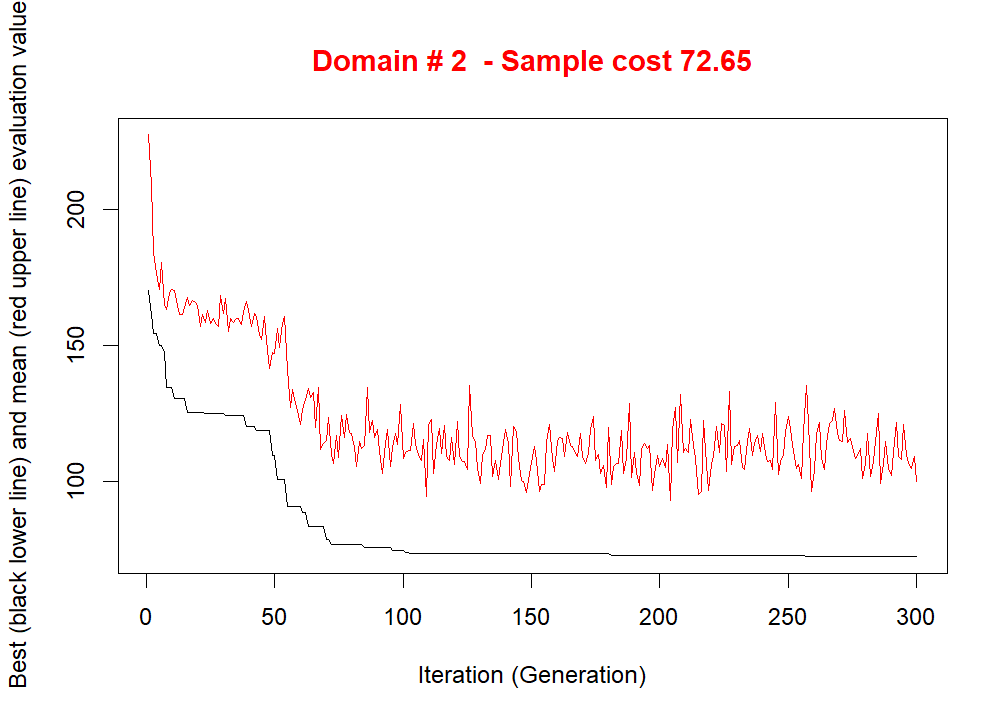 Domain # 2  - Sample cost 72.65
Best (black lower line) and mean (red upper line) evaluation value
200
150
100
0 50 100 150 200 250 300
Iteration (Generation)